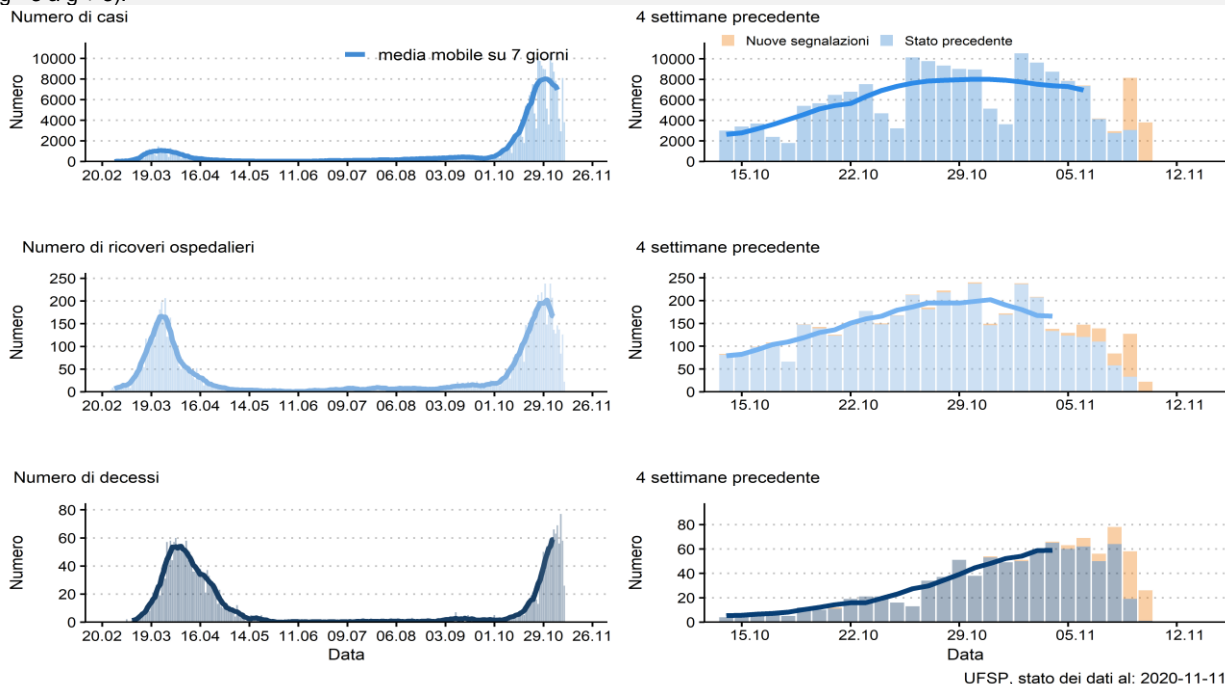 Numero di casi
4 settimane precedente
media mobile su 7 giorni
Nuove segnalazioni
Stato precedente
Numero
10000
8000
6000
4000
2000
0
20.02 19.03 16.04 14.05 11.06 09.07 06.08 03.09 01.10 29.10 26.11
Numero
10000
8000
6000
4000
2000
0
15.10 22.10 29.10 05.11 12.11
Numero di ricoveri ospedalieri
4 settimane precedente
Numero
250
200
150
100
50
0
20.02 19.03 16.04 14.05 11.06 09.07 06.08 03.09 01.10 29.10 26.11
Numero
250
200
150
100
50
0
15.10 22.10 29.10 05.11 12.11
Numero di decessi
4 settimane precedente
Numero
80
60
40
20
0
20.02 19.03 16.04 14.05 11.06 09.07 06.08 03.09 01.10 29.10 26.11
Data
Numero
80
60
40
20
0
15.10 22.10 29.10 05.11 12.11
Data
UFSP, stato dei dati al: 2020-11-11